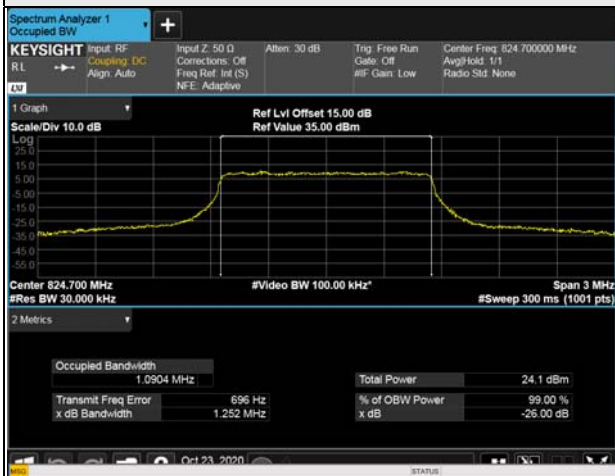 Spectrum Analyzer 1
Occupied BW
KEYSIGHT Input: RF Input Z: 50 Ω Atten: 30 dB Trig: Free Run Center Freq: 824.700000 MHz
RL Coupling: DC Corrections: Off Gate: Off Avg|Hold: 1/1
Align: Auto Freq Ref: Int (S) #IF Gain: Low Radio Std: None
LXI NFE: Adaptive
1 Graph
Ref Lvl Offset 15.00 dB
Scale/Div 10.0 dB Ref Value 35.00 dBm
Log
25.0
15.0
5.00
-5.00
-15.0
-25.0
-35.0
-45.0
-55.0
Center 824.700 MHz #Video BW 100.00 kHz* Span 3 MHz
#Res BW 30.000 kHz #Sweep 300 ms (1001 pts)
2 Metrics
Occupied Bandwidth
1.0904 MHz Total Power 24.1 dBm
Transmit Freq Error 696 Hz % of OBW Power 99.00 %
x dB Bandwidth 1.252 MHz x dB -26.00 dB
Oct 23, 2020
MSG STATUS